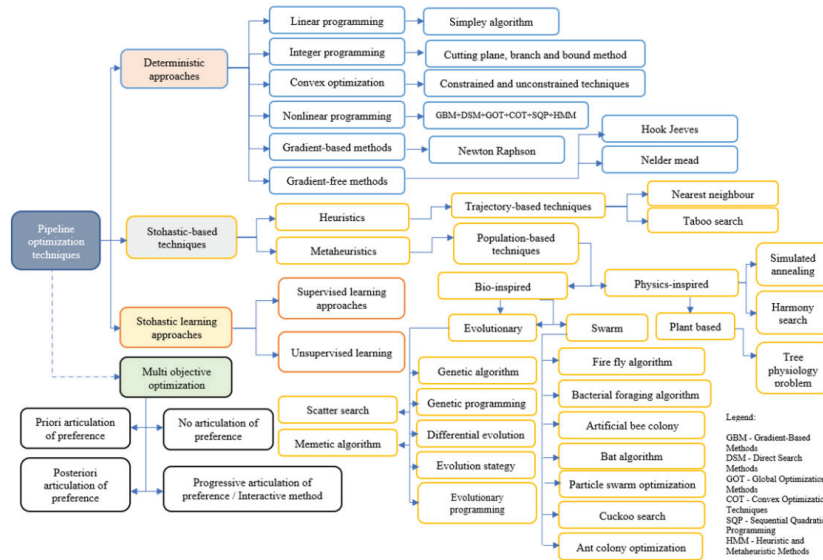 Linear programming
Simpley algorithm
Integer programming
Cutting plane, branch and bound method
Deterministic
approaches
Convex optimization
Constrained and unconstrained techniques
Nonlinear programming
GBM+DSM+GOT+COT+SQP+HMM
Hook Jeeves
Gradient-based methods
Newton Raphson
Nelder mead
Gradient-free methods
Nearest neighbour
Heuristics
Trajectory-based techniques
Pipeline
optimization
techniques
Stohastic-based
techniques
Taboo search
Metaheuristics
Population-based
techniques
Simulated
annealing
Bio-inspired
Physics-inspired
Supervised learning
approaches
Harmony
search
Stohastic learning
approaches
Evolutionary
Swarm
Plant based
Unsupervised learning
Tree
physiology
problem
Multi objective
optimization
Genetic algorithm
Fire fly algorithm
Scatter search
Genetic programming
Bacterial foraging algorithm
Priori articulation
of preference
No articulation of
preference
Memetic algorithm
Differential evolution
Artificial bee colony
Evolution stategy
Bat algorithm
Posteriori
articulation of
preference
Progressive articulation of
preference / Interactive method
Evolutionary
programming
Particle swarm optimization
Cuckoo search
Ant colony optimization
Legend:
GBM - Gradient-Based
Methods
DSM - Direct Search
Methods
GOT - Global Optimization
Methods
COT - Convex Optimization
Techniques
SQP - Sequential Quadratic
Programming
HMM - Heuristic and
Metaheuristic Methods